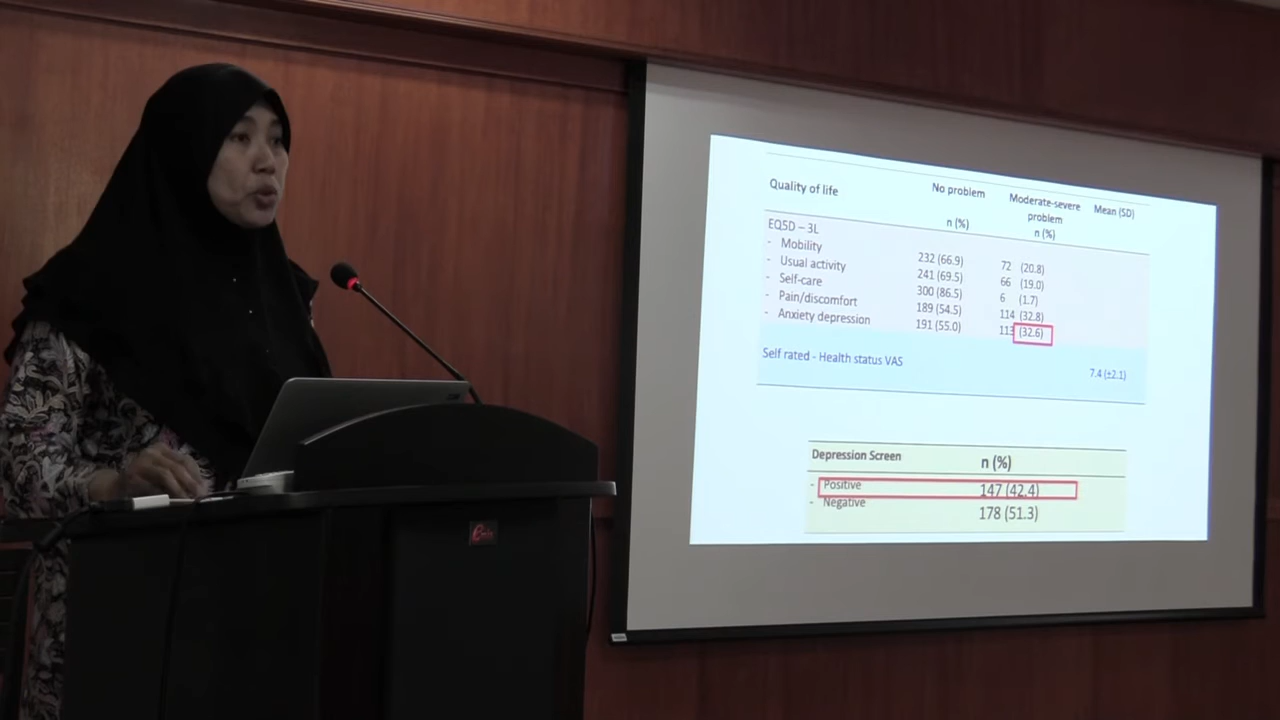 Quality of life No problem n (%) Moderate-severe problem n (%) Mean (SD)
EQ5D – 3L
- Mobility 232 (66.9) 72 (20.8)
- Usual activity 241 (69.5) 66 (19.0)
- Self-care 300 (86.5) 6 (1.7)
- Pain/discomfort 189 (54.5) 114 (32.8)
- Anxiety depression 191 (55.0) 113 (32.6)
Self rated - Health status VAS 7.4 (±2.1)
Depression Screen n (%)
- Positive 147 (42.4)
- Negative 178 (51.3)